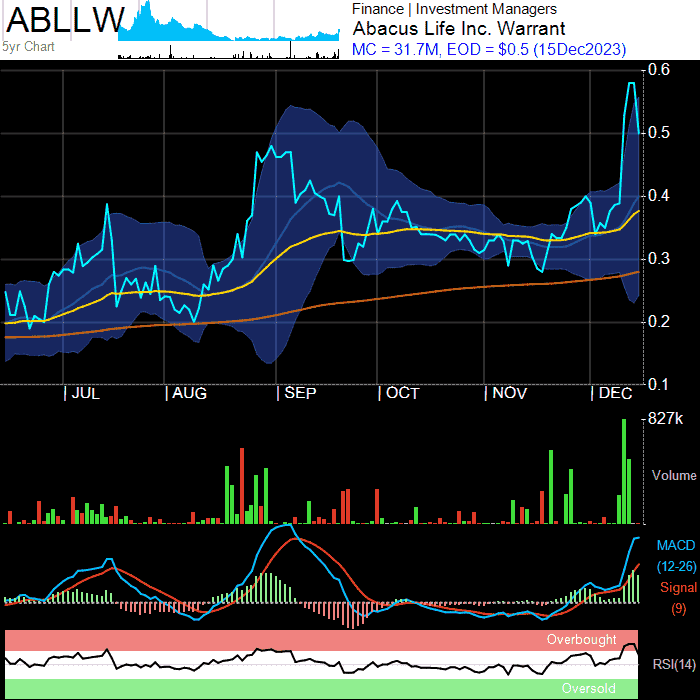 ABLLW
5yr Chart
Finance | Investment Managers
Abacus Life Inc. Warrant
MC = 31.7M, EOD = $0.5 (15Dec2023)
0.6
0.5
0.4
0.3
0.2
0.1
| JUL | AUG | SEP | OCT | NOV | DEC
827k
Volume
MACD
(12-26)
Signal
(9)
Overbought
RSI(14)
Oversold